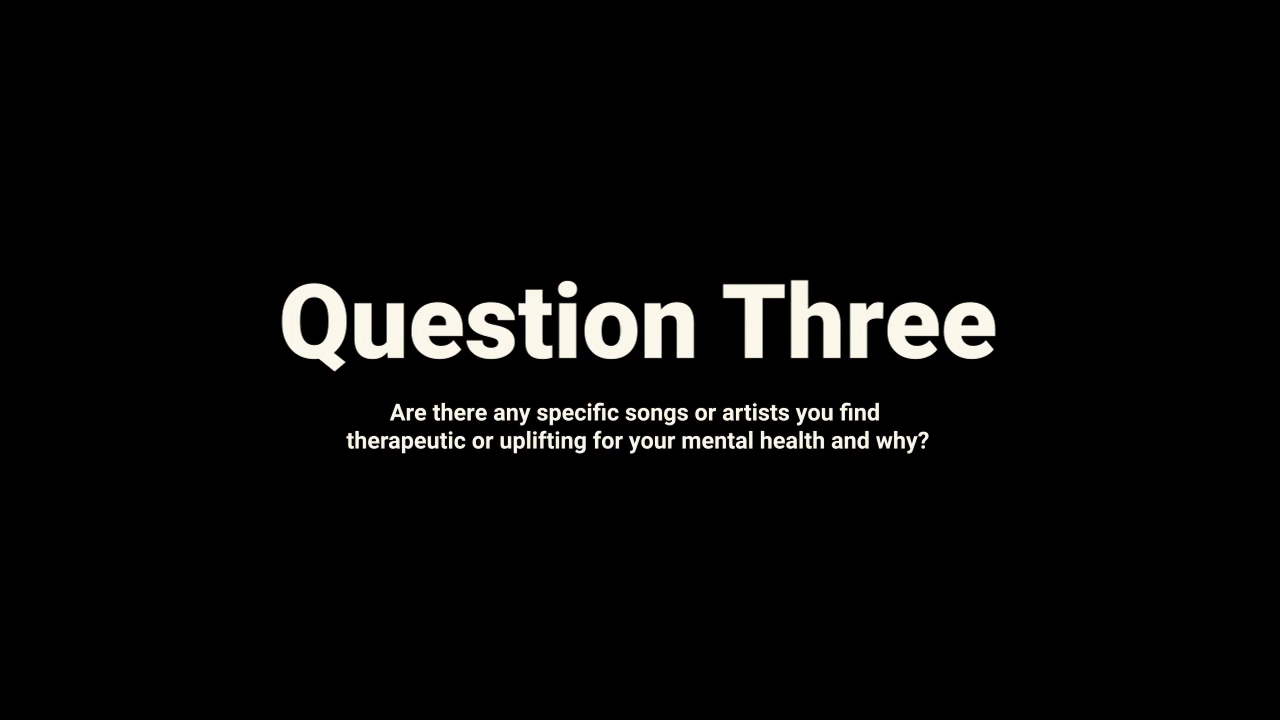 Question Three
Are there any specific songs or artists you find
therapeutic or uplifting for your mental health and why?